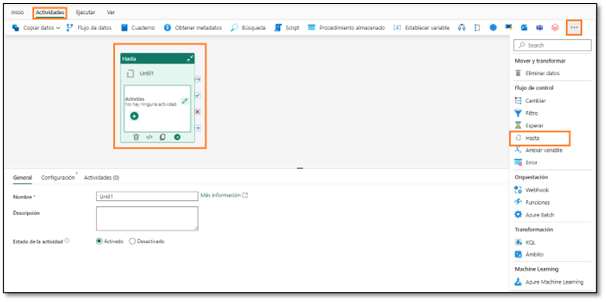 Inicio Actividades Ejecutar Ver
Copiar datos Flujo de datos Cuaderno Obtener metadatos Búsqueda Script Procedimiento almacenado Establecer variable
Search
Mover y transformar
Eliminar datos
Flujo de control
Cambiar
Filtro
Esperar
Hasta
Anexar variable
Error
Orquestación
Webhook
Funciones
Azure Batch
Transformación
KQL
Ámbito
Machine Learning
Azure Machine Learning
Hasta
Until1
Activities
No hay ninguna actividad.
General Configuración 1 Actividades (0)
Nombre * Until1 Más información
Descripción
Estado de la actividad Activado Desactivado